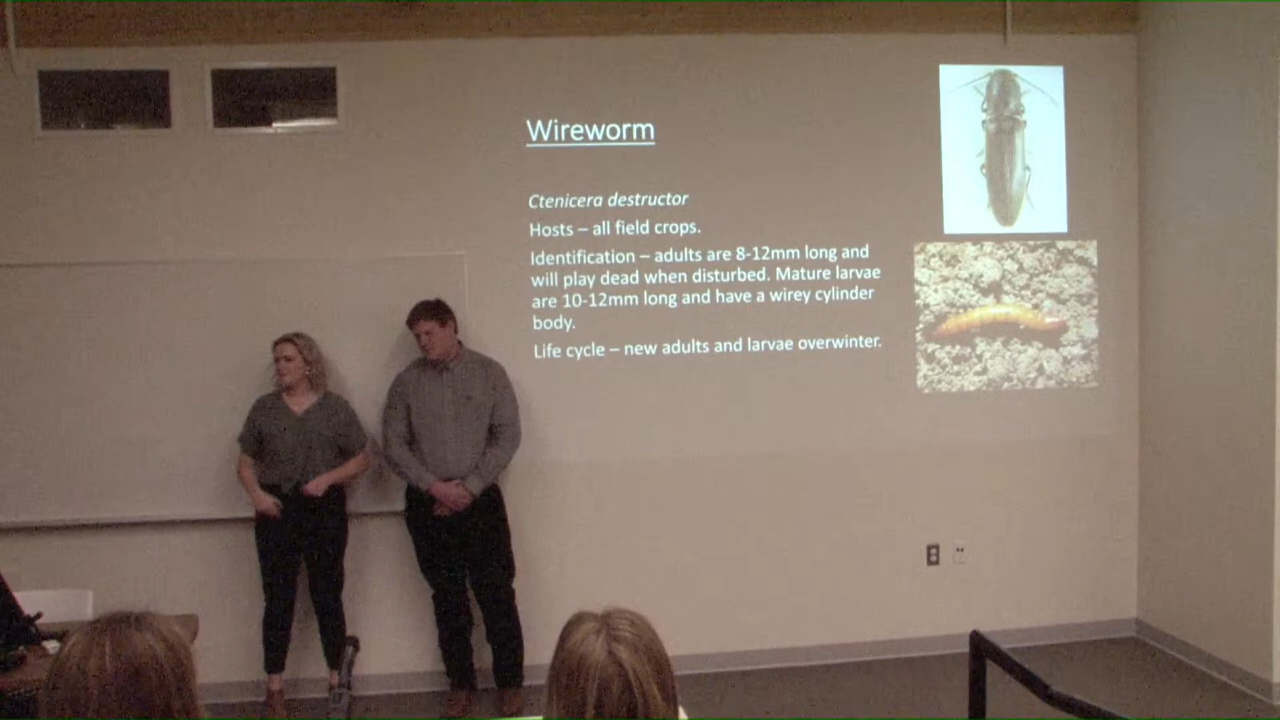 Wireworm
Ctenicera destructor
Hosts – all field crops.
Identification – adults are 8-12mm long and
will play dead when disturbed. Mature larvae
are 10-12mm long and have a wirey cylinder
body.
Life cycle – new adults and larvae overwinter.